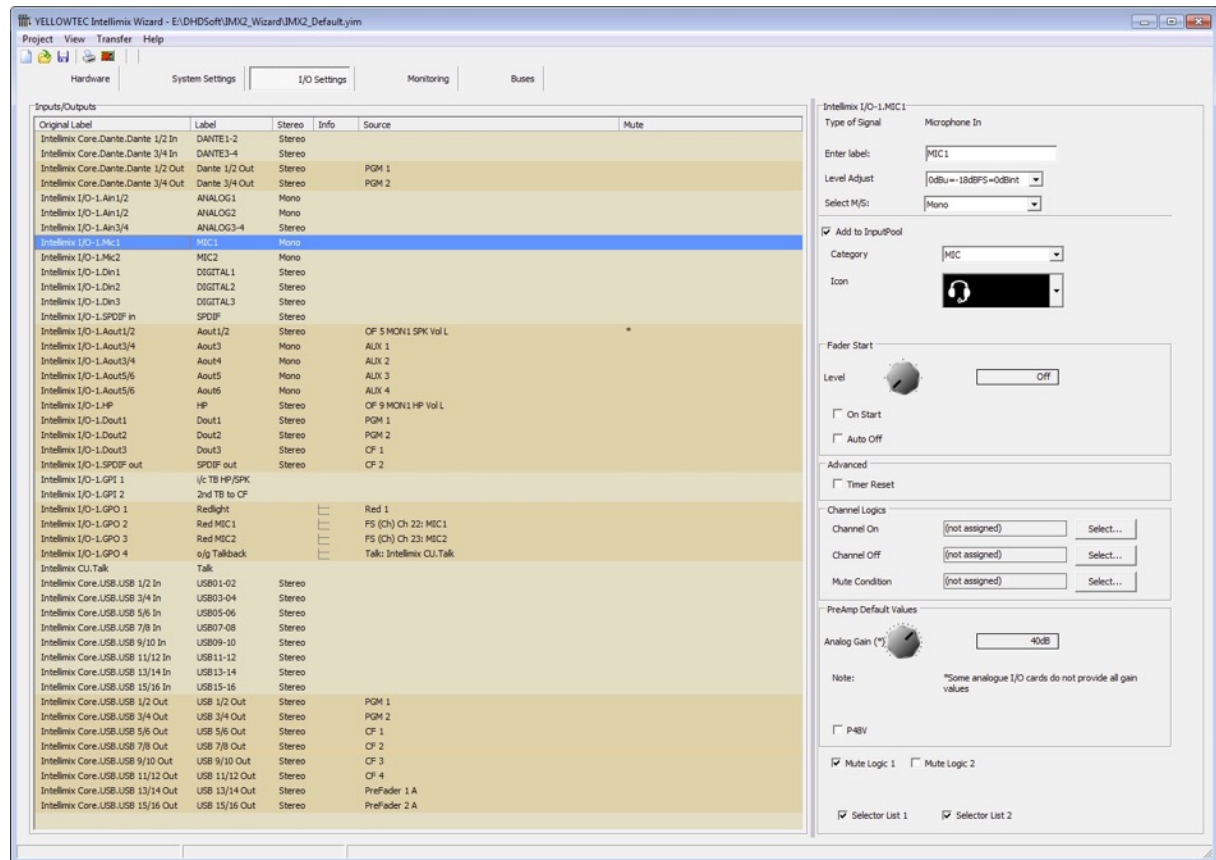 YELLOWTEC Intellimix Wizard - E:\DHDSoft\IMX2_Wizard\IMX2_Default.yim
Project View Transfer Help
Hardware System Settings I/O Settings Monitoring Buses
Inputs/Outputs
Original Label Label Stereo Info Source Mute
Intellimix Core.Dante.Dante 1/2 In DANTE1-2 Stereo
Intellimix Core.Dante.Dante 3/4 In DANTE3-4 Stereo
Intellimix Core.Dante.Dante 1/2 Out Dante 1/2 Out Stereo PGM 1
Intellimix Core.Dante.Dante 3/4 Out Dante 3/4 Out Stereo PGM 2
Intellimix I/O-1.Ain1/2 ANALOG1 Mono
Intellimix I/O-1.Ain1/2 ANALOG2 Mono
Intellimix I/O-1.Ain3/4 ANALOG3-4 Mono
Intellimix I/O-1.Mic1 MIC1 Mono
Intellimix I/O-1.Mic2 MIC2 Mono
Intellimix I/O-1.Din1 DIGITAL1 Stereo
Intellimix I/O-1.Din2 DIGITAL2 Stereo
Intellimix I/O-1.Din3 DIGITAL3 Stereo
Intellimix I/O-1.SPDIF in SPDIF Stereo
Intellimix I/O-1.Aout1/2 Aout1/2 Stereo OF 5 MON1 SPK Vol L *
Intellimix I/O-1.Aout3/4 Aout3 Mono AUX 1
Intellimix I/O-1.Aout3/4 Aout4 Mono AUX 2
Intellimix I/O-1.Aout5/6 Aout5 Mono AUX 3
Intellimix I/O-1.Aout5/6 Aout6 Mono AUX 4
Intellimix I/O-1.HP HP Stereo OF 9 MON1 HP Vol L
Intellimix I/O-1.Dout1 Dout1 Stereo PGM 1
Intellimix I/O-1.Dout2 Dout2 Stereo PGM 2
Intellimix I/O-1.Dout3 Dout3 Stereo CF 1
Intellimix I/O-1.SPDIF out SPDIF out Stereo CF 2
Intellimix I/O-1.GPI 1 i/c TB HP/SPK
Intellimix I/O-1.GPI 2 2nd TB to CF
Intellimix I/O-1.GPO 1 Redlight Red 1
Intellimix I/O-1.GPO 2 Red MIC1 FS (Ch) Ch 22: MIC1
Intellimix I/O-1.GPO 3 Red MIC2 FS (Ch) Ch 23: MIC2
Intellimix I/O-1.GPO 4 o/g Talkback Talk: Intellimix CU.Talk
Intellimix CU.Talk Talk
Intellimix Core.USB.USB 1/2 In USB01-02 Stereo
Intellimix Core.USB.USB 3/4 In USB03-04 Stereo
Intellimix Core.USB.USB 5/6 In USB05-06 Stereo
Intellimix Core.USB.USB 7/8 In USB07-08 Stereo
Intellimix Core.USB.USB 9/10 In USB09-10 Stereo
Intellimix Core.USB.USB 11/12 In USB11-12 Stereo
Intellimix Core.USB.USB 13/14 In USB13-14 Stereo
Intellimix Core.USB.USB 15/16 In USB15-16 Stereo
Intellimix Core.USB.USB 1/2 Out USB 1/2 Out Stereo PGM 1
Intellimix Core.USB.USB 3/4 Out USB 3/4 Out Stereo PGM 2
Intellimix Core.USB.USB 5/6 Out USB 5/6 Out Stereo CF 1
Intellimix Core.USB.USB 7/8 Out USB 7/8 Out Stereo CF 2
Intellimix Core.USB.USB 9/10 Out USB 9/10 Out Stereo CF 3
Intellimix Core.USB.USB 11/12 Out USB 11/12 Out Stereo CF 4
Intellimix Core.USB.USB 13/14 Out USB 13/14 Out Stereo PreFader 1 A
Intellimix Core.USB.USB 15/16 Out USB 15/16 Out Stereo PreFader 2 A
Intellimix I/O-1.MIC1
Type of Signal Microphone In
Enter label: MIC1
Level Adjust 0dBu=-18dBFS=0dBint
Select M/S: Mono
Add to InputPool
Category MIC
Icon
Fader Start
Level Off
On Start
Auto Off
Advanced
Timer Reset
Channel Logics
Channel On (not assigned) Select...
Channel Off (not assigned) Select...
Mute Condition (not assigned) Select...
PreAmp Default Values
Analog Gain (*) 40dB
Note: *Some analogue I/O cards do not provide all gain
values
P48V
Mute Logic 1 Mute Logic 2
Selector List 1 Selector List 2